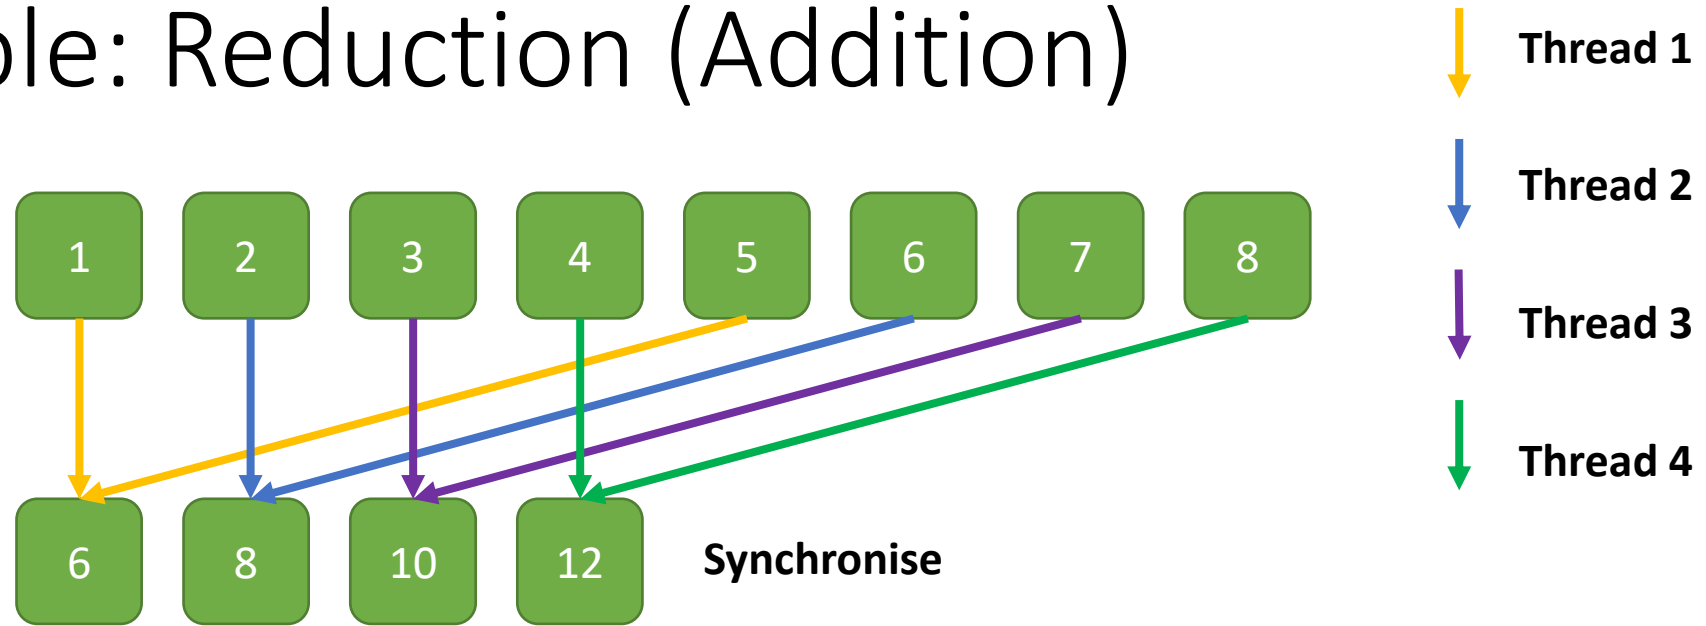 ple: Reduction (Addition)
Thread 1
Thread 2
Thread 3
Thread 4
1 2 3 4 5 6 7 8
6 8 10 12 Synchronise